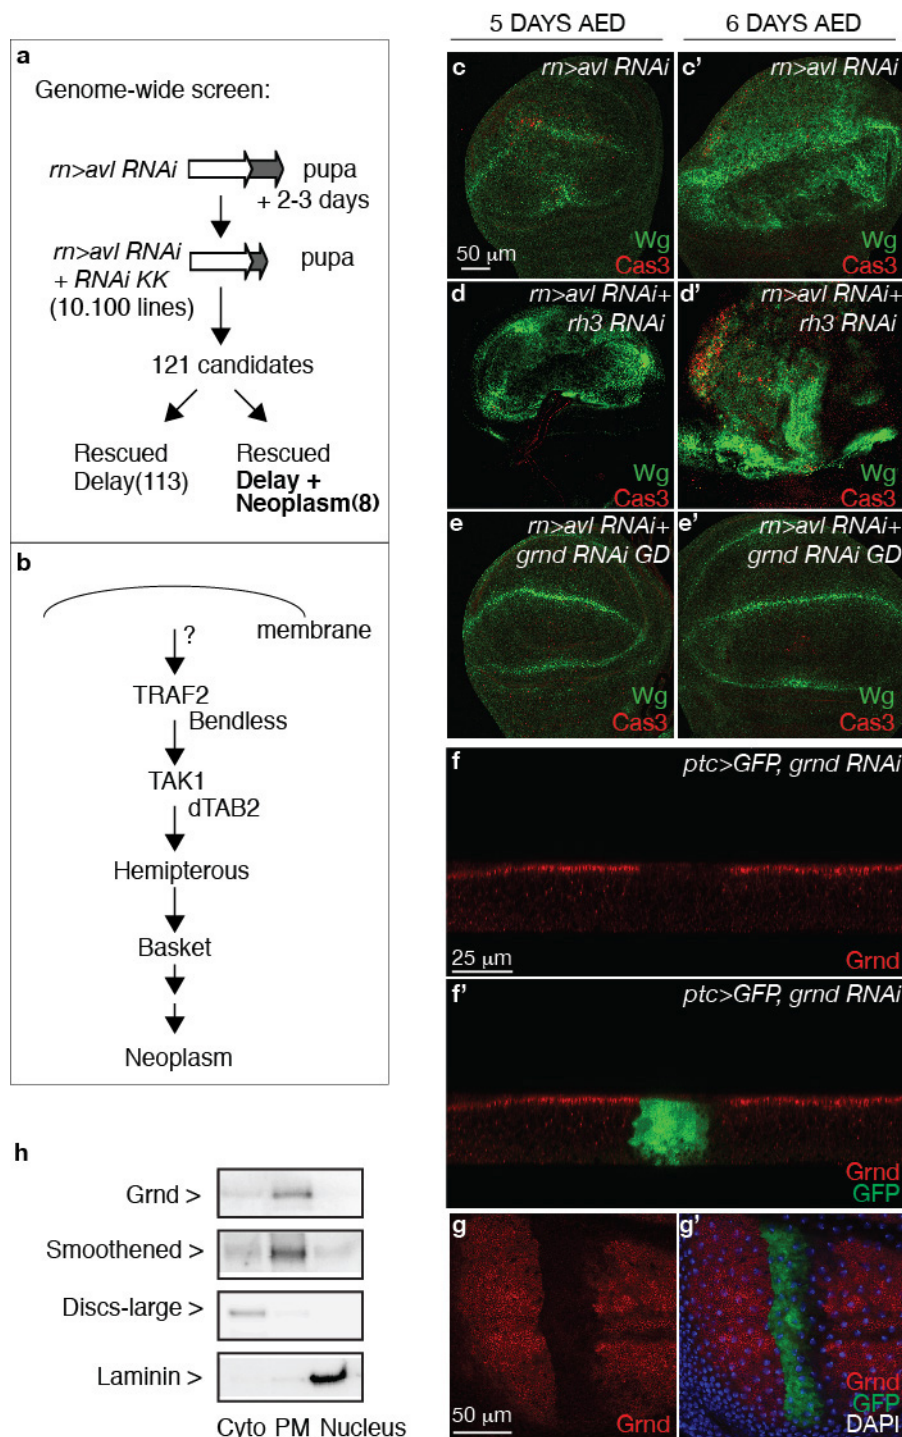 a
Genome-wide screen:
rn>avl RNAi
pupa
+ 2-3 days
rn>avl RNAi
+ RNAi KK
(10.100 lines)
pupa
121 candidates
Rescued
Delay(113)
Rescued
Delay +
Neoplasm(8)
b
membrane
?
TRAF2
Bendless
TAK1
dTAB2
Hemipterous
Basket
Neoplasm
5 DAYS AED
6 DAYS AED
c
rn>avl RNAi
50 µm
Wg
Cas3
c'
rn>avl RNAi
Wg
Cas3
d
rn>avl RNAi+
rh3 RNAi
Wg
Cas3
d'
rn>avl RNAi+
rh3 RNAi
Wg
Cas3
e
rn>avl RNAi+
grnd RNAi GD
Wg
Cas3
e'
rn>avl RNAi+
grnd RNAi GD
Wg
Cas3
f
ptc>GFP, grnd RNAi
25 µm
Grnd
f'
ptc>GFP, grnd RNAi
Grnd
GFP
g
50 µm
Grnd
g'
Grnd
GFP
DAPI
h
Grnd >
Smoothened >
Discs-large >
Laminin >
Cyto PM Nucleus